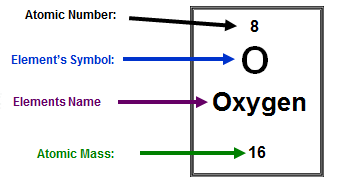 Atomic Number:
8
Element's Symbol:
O
Elements Name
Oxygen
Atomic Mass:
16